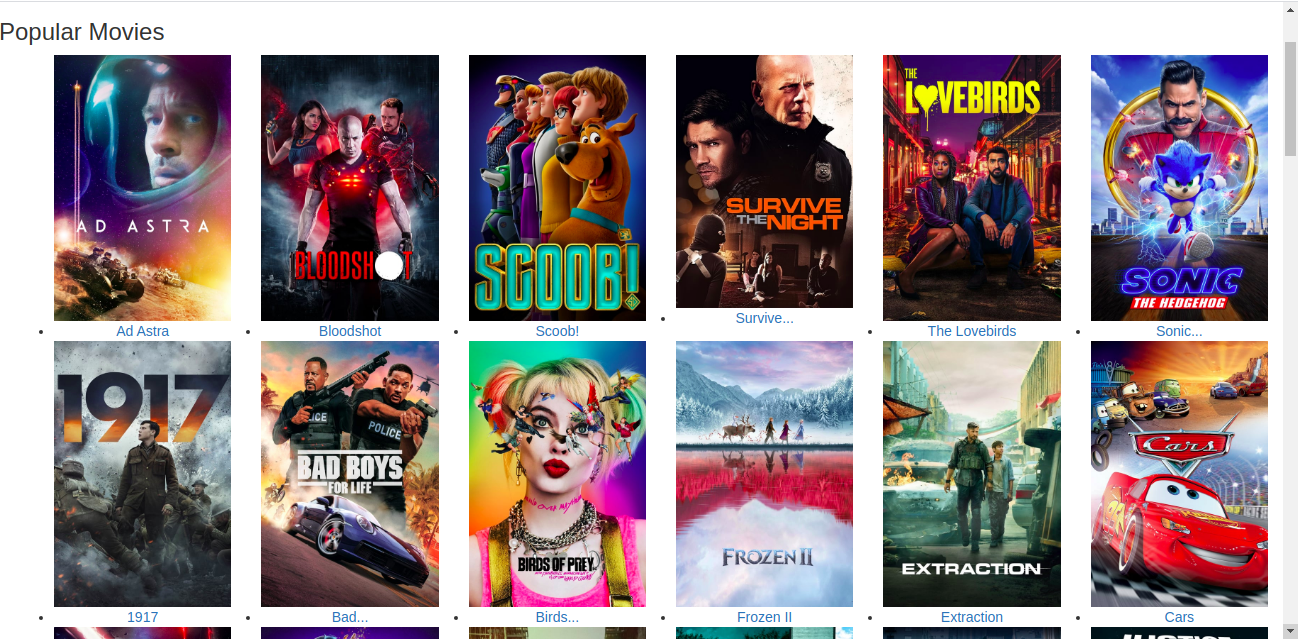 Popular Movies
AD ASTRA
BLOODSHOT
SCOOB!
SURVIVE
THE NIGHT
THE
LOVEBIRDS
SONIC
THE HEDGEHOG
Ad Astra
Bloodshot
Scoob!
Survive...
The Lovebirds
Sonic...
1917
POLICE
POLICE
BAD BOYS
FOR LIFE
BIRDS OF PREY
FROZEN II
EXTRACTION
Cars
1917
Bad...
Birds...
Frozen II
Extraction
Cars